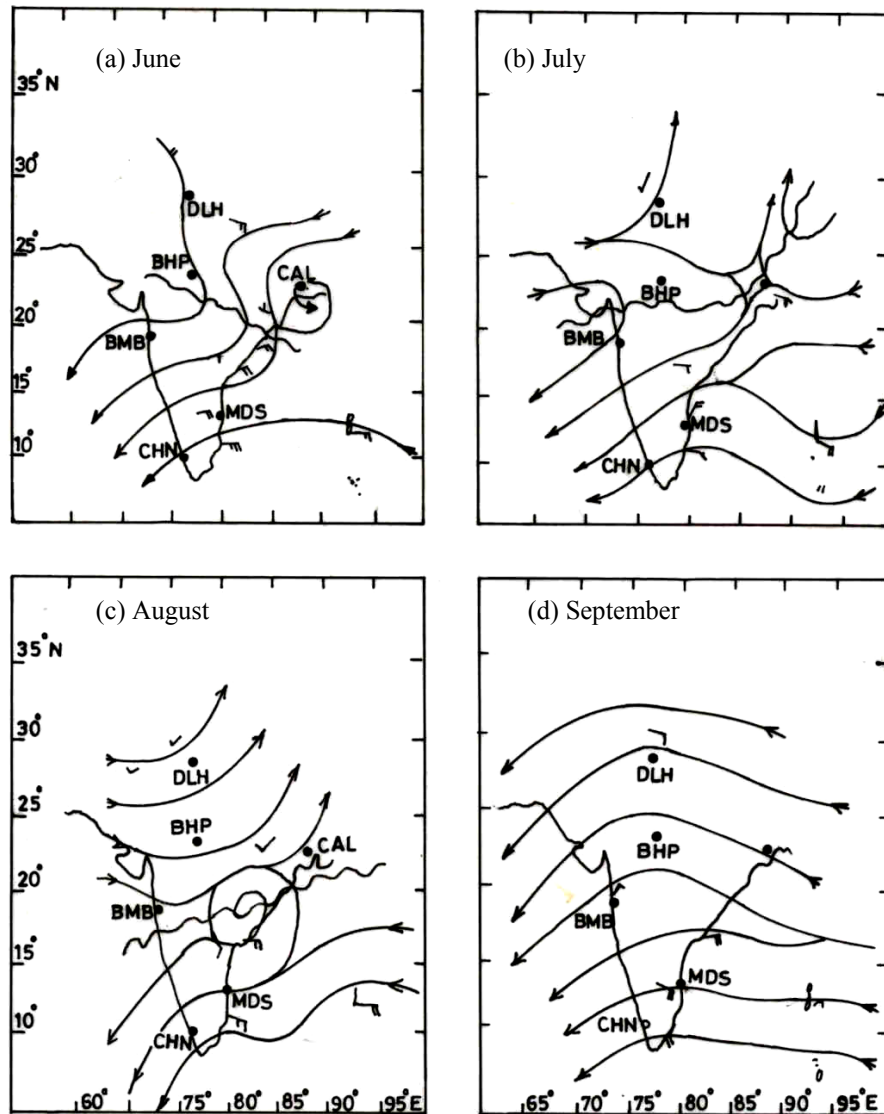 (a) June
(b) July
35°N
30°
25°
20°
15°
10°
DLH
BHP
CAL
BMB
MDS
CHN
DLH
BHP
BMB
MDS
CHN
(c) August
(d) September
35°N
30°
25°
20°
15°
10°
DLH
BHP
CAL
BMB
MDS
CHN
DLH
BHP
BMB
MDS
CHN
60° 75° 80° 85° 90° 95E
65° 70° 75° 80° 85° 90° 95°E